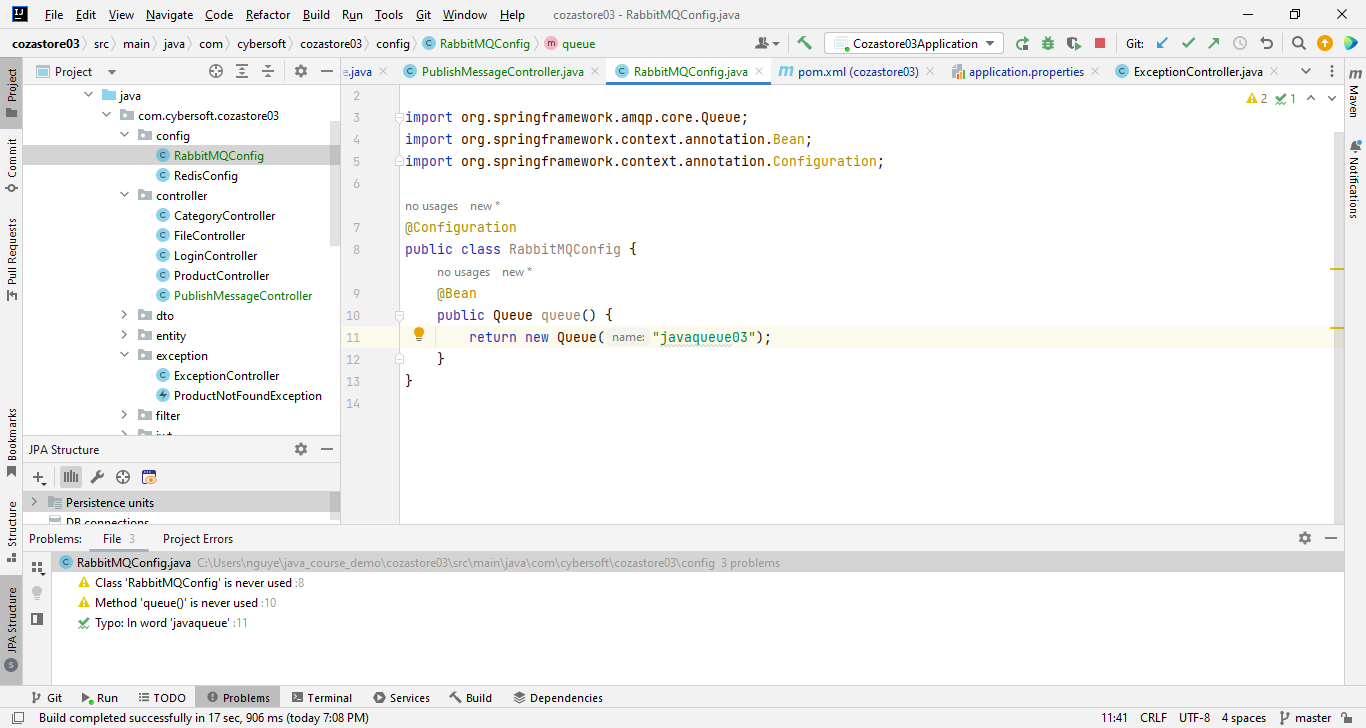 File Edit View Navigate Code Refactor Build Run Tools Git Window Help cozastore03 - RabbitMQConfig.java
cozastore03 src main java com cybersoft cozastore03 config RabbitMQConfig queue Cozastore03Application Git:
Project e.java PublishMessageController.java RabbitMQConfig.java pom.xml (cozastore03) application.properties ExceptionController.java
Project
Commit
Pull Requests
Bookmarks
Structure
JPA Structure
java
com.cybersoft.cozastore03
config
RabbitMQConfig
RedisConfig
controller
CategoryController
FileController
LoginController
ProductController
PublishMessageController
dto
entity
exception
ExceptionController
ProductNotFoundException
filter
JPA Structure
Persistence units
DB connections
2
3 import org.springframework.amqp.core.Queue;
4 import org.springframework.context.annotation.Bean;
5 import org.springframework.context.annotation.Configuration;
6
no usages new *
7 @Configuration
8 public class RabbitMQConfig {
no usages new *
9 @Bean
10 public Queue queue() {
11 return new Queue( name: "javaqueue03");
12 }
13 }
14
2 1
Maven
Notifications
Problems: File 3 Project Errors
RabbitMQConfig.java C:\Users\nguye\java_course_demo\cozastore03\src\main\java\com\cybersoft\cozastore03\config 3 problems
Class 'RabbitMQConfig' is never used :8
Method 'queue()' is never used :10
Typo: In word 'javaqueue' :11
Git Run TODO Problems Terminal Services Build Dependencies
Build completed successfully in 17 sec, 906 ms (today 7:08 PM) 11:41 CRLF UTF-8 4 spaces master